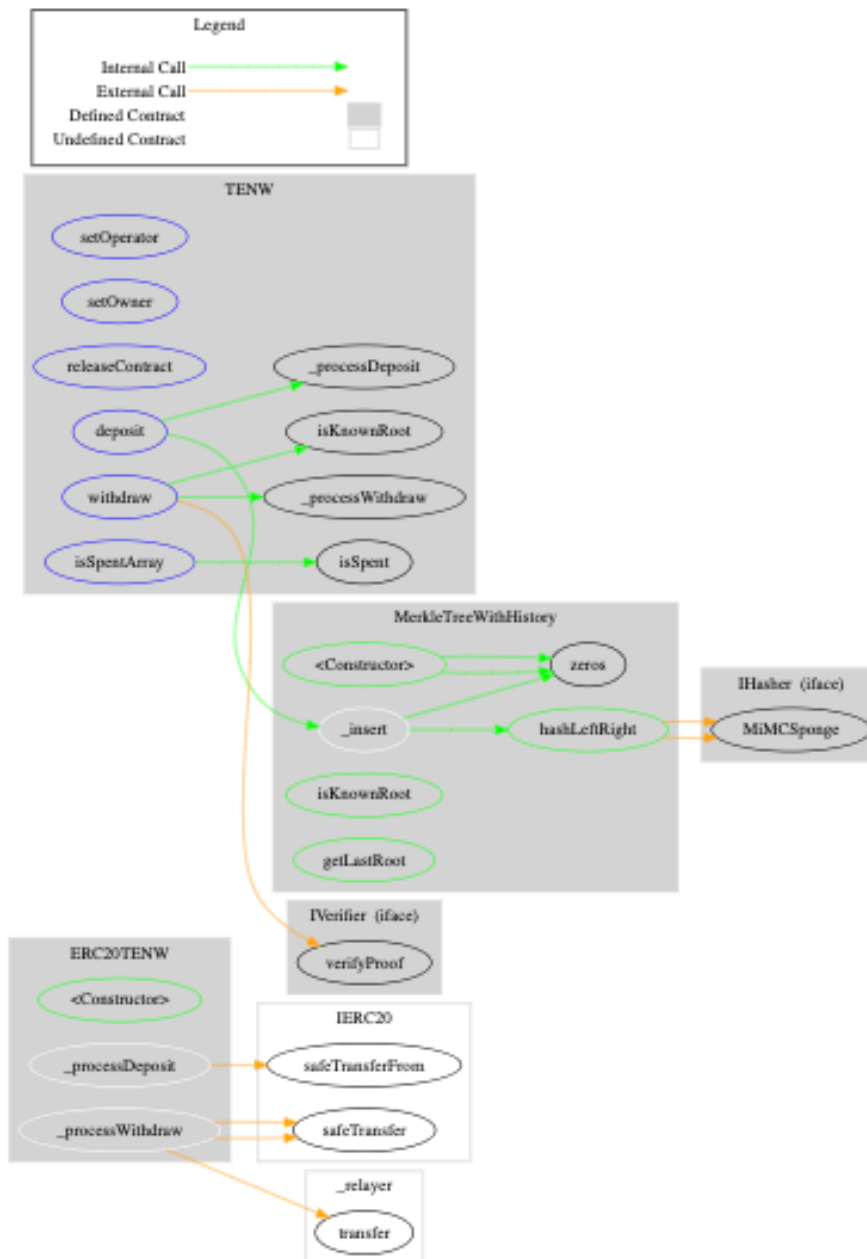 Legend
Internal Call
External Call
Defined Contract
Undefined Contract
TENW
setOperator
setOwner
releaseContract
_processDeposit
deposit
isKnownRoot
withdraw
_processWithdraw
isSpentArray
isSpent
MerkleTreeWithHistory
<Constructor>
zeros
_insert
hashLeftRight
isKnownRoot
getLastRoot
IHasher (iface)
MiMCSponge
IVerifier (iface)
verifyProof
ERC20TENW
<Constructor>
_processDeposit
_processWithdraw
IERC20
safeTransferFrom
safeTransfer
_relayer
transfer